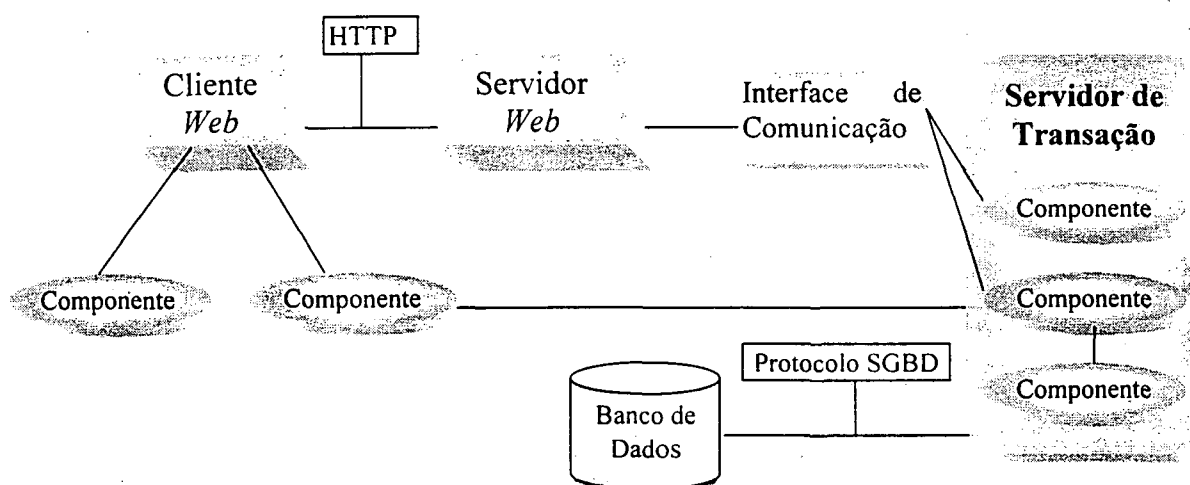 HTTP
Cliente
Web
Servidor
Web
Interface de
Comunicação
Servidor de
Transação
Componente
Componente
Componente
Componente
Componente
Protocolo SGBD
Banco de
Dados